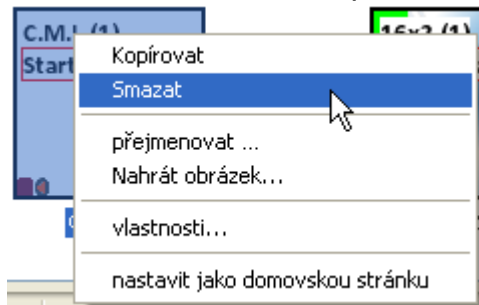 C.M.I. (1)
16x2 (1)
Start
Kopírovat
Smazat
přejmenovat ...
Nahrát obrázek...
vlastnosti...
nastavit jako domovskou stránku